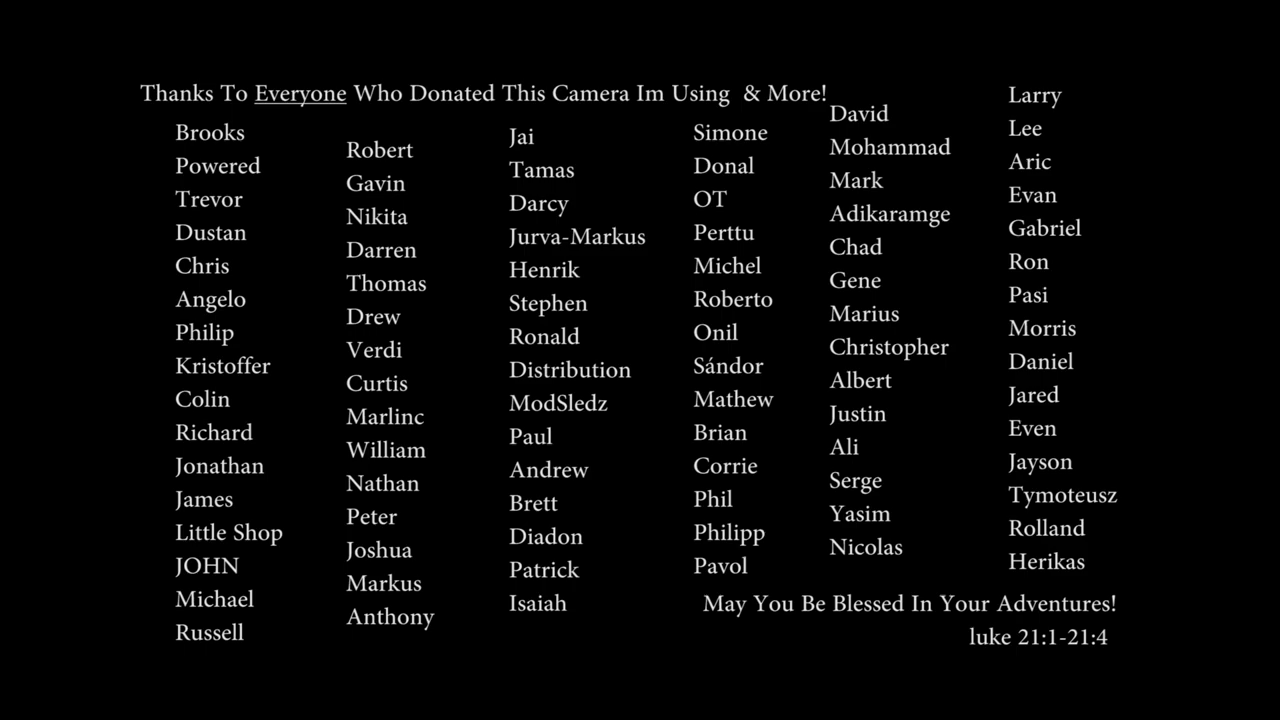 Thanks To Everyone Who Donated This Camera Im Using & More!
Brooks
Powered
Trevor
Dustan
Chris
Angelo
Philip
Kristoffer
Colin
Richard
Jonathan
James
Little Shop
JOHN
Michael
Russell
Robert
Gavin
Nikita
Darren
Thomas
Drew
Verdi
Curtis
Marlinc
William
Nathan
Peter
Joshua
Markus
Anthony
Jai
Tamas
Darcy
Jurva-Markus
Henrik
Stephen
Ronald
Distribution
ModSledz
Paul
Andrew
Brett
Diadon
Patrick
Isaiah
Simone
Donal
OT
Perttu
Michel
Roberto
Onil
Sándor
Mathew
Brian
Corrie
Phil
Philipp
Pavol
David
Mohammad
Mark
Adikaramge
Chad
Gene
Marius
Christopher
Albert
Justin
Ali
Serge
Yasim
Nicolas
Larry
Lee
Aric
Evan
Gabriel
Ron
Pasi
Morris
Daniel
Jared
Even
Jayson
Tymoteusz
Rolland
Herikas
May You Be Blessed In Your Adventures!
luke 21:1-21:4